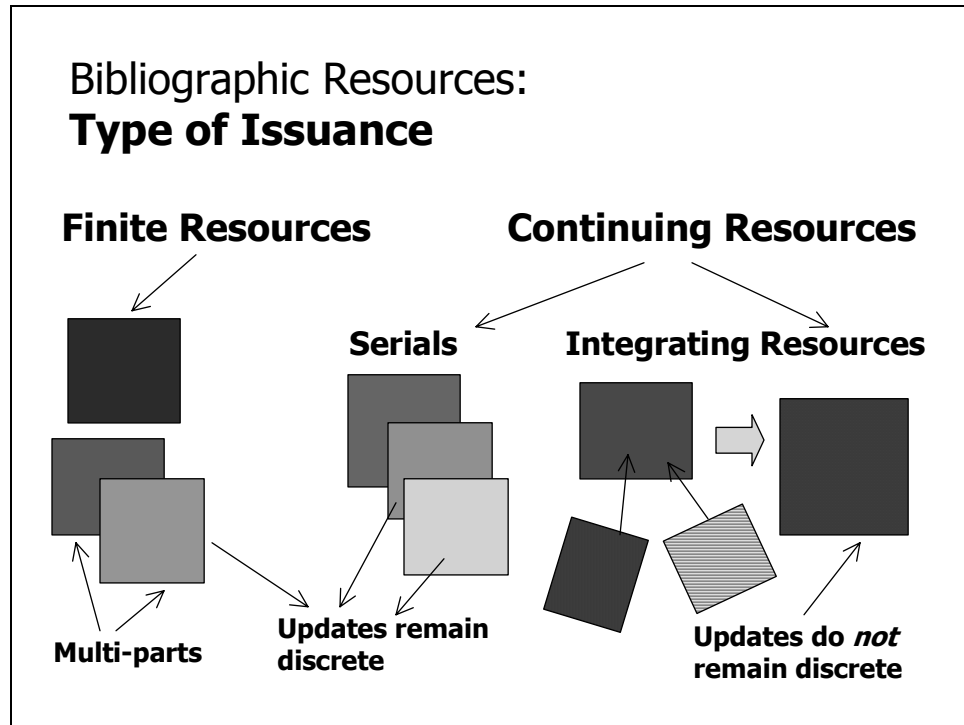 Bibliographic Resources:
Type of Issuance
Finite Resources
Continuing Resources
Serials
Integrating Resources
Multi-parts
Updates remain
discrete
Updates do not
remain discrete